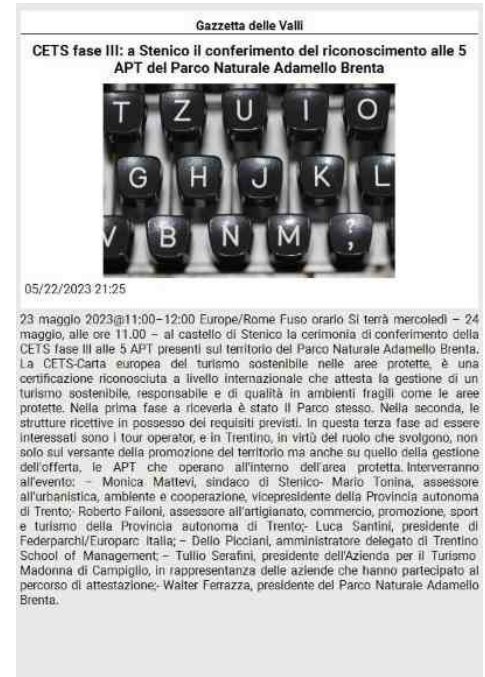 Gazzetta delle Valli
CETS fase III: a Stenico il conferimento del riconoscimento alle 5
APT del Parco Naturale Adamello Brenta
T Z U I O
G H J K L
V B N M ? ;
05/22/2023 21:25
23 maggio 2023@11:00–12:00 Europe/Rome Fuso orario Si terrà mercoledì – 24
maggio, alle ore 11.00 – al castello di Stenico la cerimonia di conferimento della
CETS fase III alle 5 APT presenti sul territorio del Parco Naturale Adamello Brenta.
La CETS-Carta europea del turismo sostenibile nelle aree protette, è una
certificazione riconosciuta a livello internazionale che attesta la gestione di un
turismo sostenibile, responsabile e di qualità in ambienti fragili come le aree
protette. Nella prima fase a riceverla è stato il Parco stesso. Nella seconda, le
strutture ricettive in possesso dei requisiti previsti. In questa terza fase ad essere
interessati sono i tour operator, e in Trentino, in virtù del ruolo che svolgono, non
solo sul versante della promozione del territorio ma anche su quello della gestione
dell'offerta, le APT che operano all'interno dell'area protetta. Interverranno
all'evento: – Monica Mattevi, sindaco di Stenico- Mario Tonina, assessore
all'urbanistica, ambiente e cooperazione, vicepresidente della Provincia autonoma
di Trento;- Roberto Failoni, assessore all'artigianato, commercio, promozione, sport
e turismo della Provincia autonoma di Trento;- Luca Santini, presidente di
Federparchi/Europarc Italia; – Delio Picciani, amministratore delegato di Trentino
School of Management; – Tullio Serafini, presidente dell'Azienda per il Turismo
Madonna di Campiglio, in rappresentanza delle aziende che hanno partecipato al
percorso di attestazione;- Walter Ferrazza, presidente del Parco Naturale Adamello
Brenta.